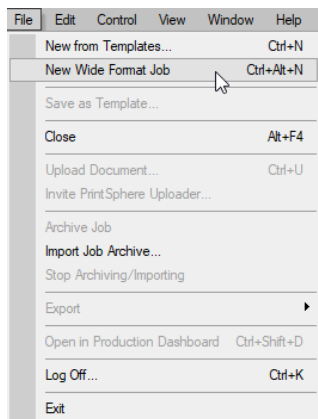 File Edit Control View Window Help
New from Templates... Ctrl+N
New Wide Format Job Ctrl+Alt+N
Save as Template...
Close Alt+F4
Upload Document... Ctrl+U
Invite PrintSphere Uploader...
Archive Job
Import Job Archive...
Stop Archiving/Importing
Export
Open in Production Dashboard Ctrl+Shift+D
Log Off... Ctrl+K
Exit